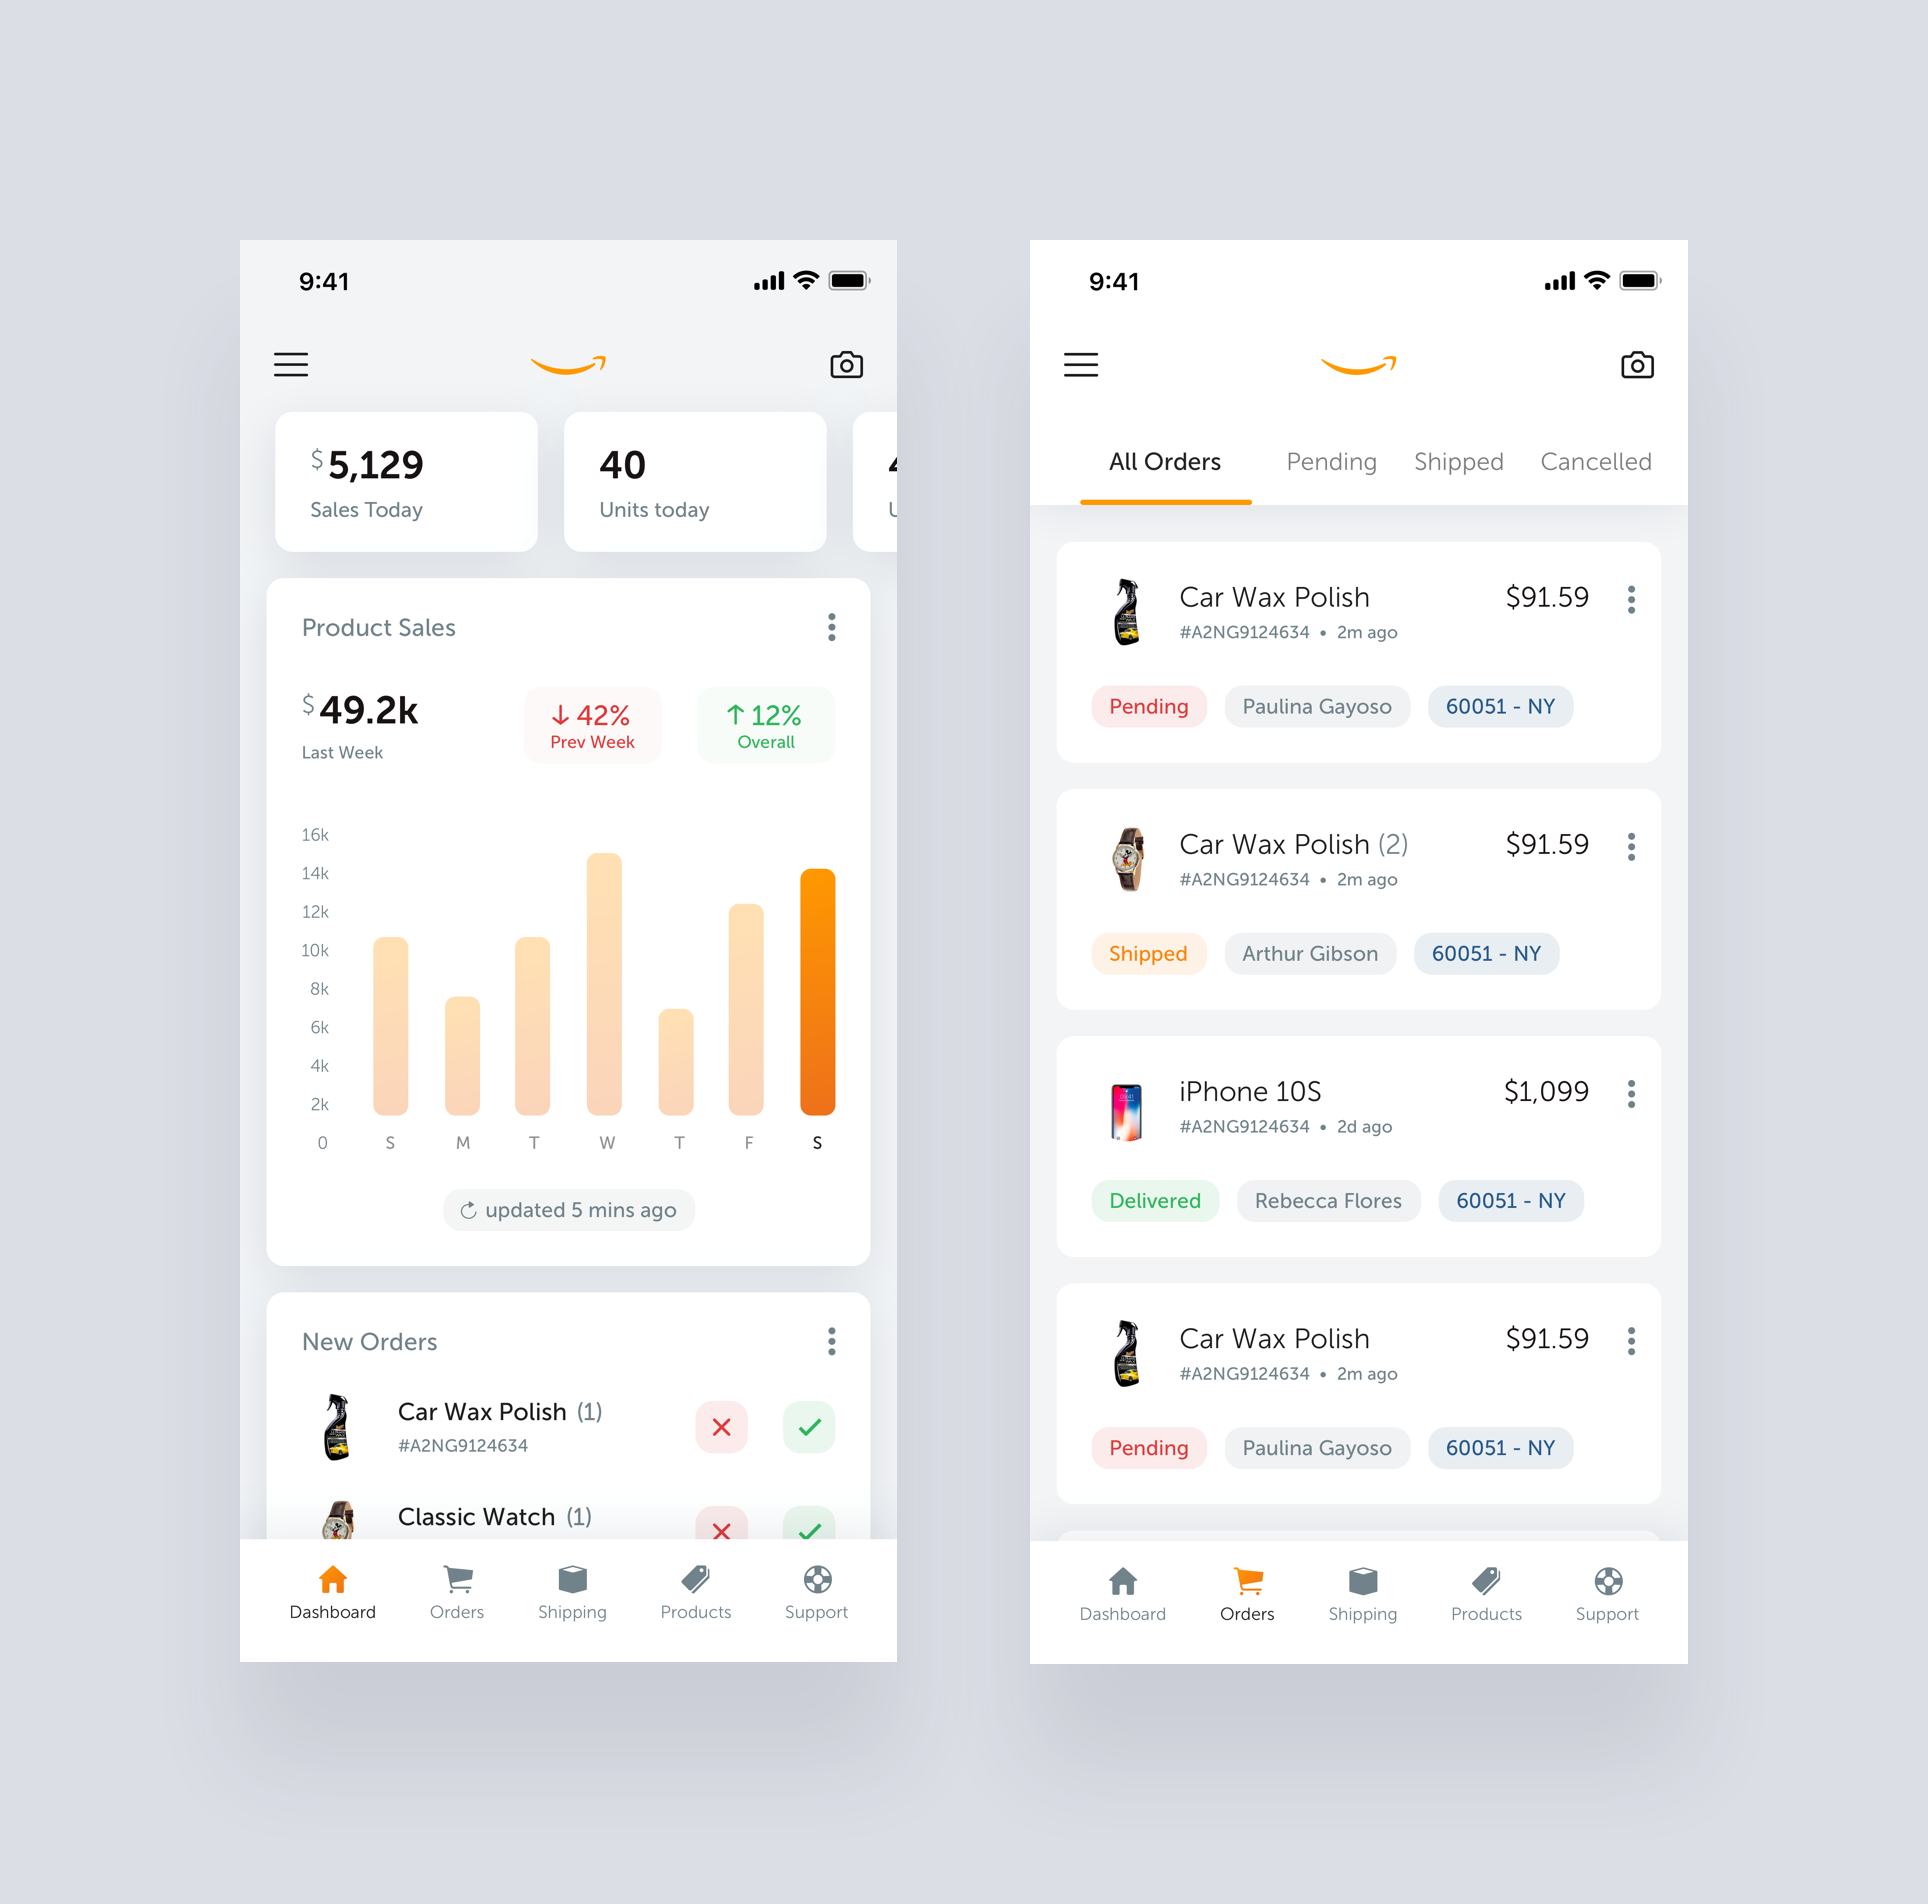 9:41
$5,129
Sales Today
40
Units today
Product Sales
$49.2k
Last Week
↓ 42%
Prev Week
↑ 12%
Overall
16k
14k
12k
10k
8k
6k
4k
2k
0 S M T W T F S
updated 5 mins ago
New Orders
Car Wax Polish (1)
#A2NG9124634
Classic Watch (1)
Dashboard Orders Shipping Products Support
9:41
All Orders Pending Shipped Cancelled
Car Wax Polish $91.59
#A2NG9124634 • 2m ago
Pending Paulina Gayoso 60051 - NY
Car Wax Polish (2) $91.59
#A2NG9124634 • 2m ago
Shipped Arthur Gibson 60051 - NY
iPhone 10S $1,099
#A2NG9124634 • 2d ago
Delivered Rebecca Flores 60051 - NY
Car Wax Polish $91.59
#A2NG9124634 • 2m ago
Pending Paulina Gayoso 60051 - NY
Dashboard Orders Shipping Products Support